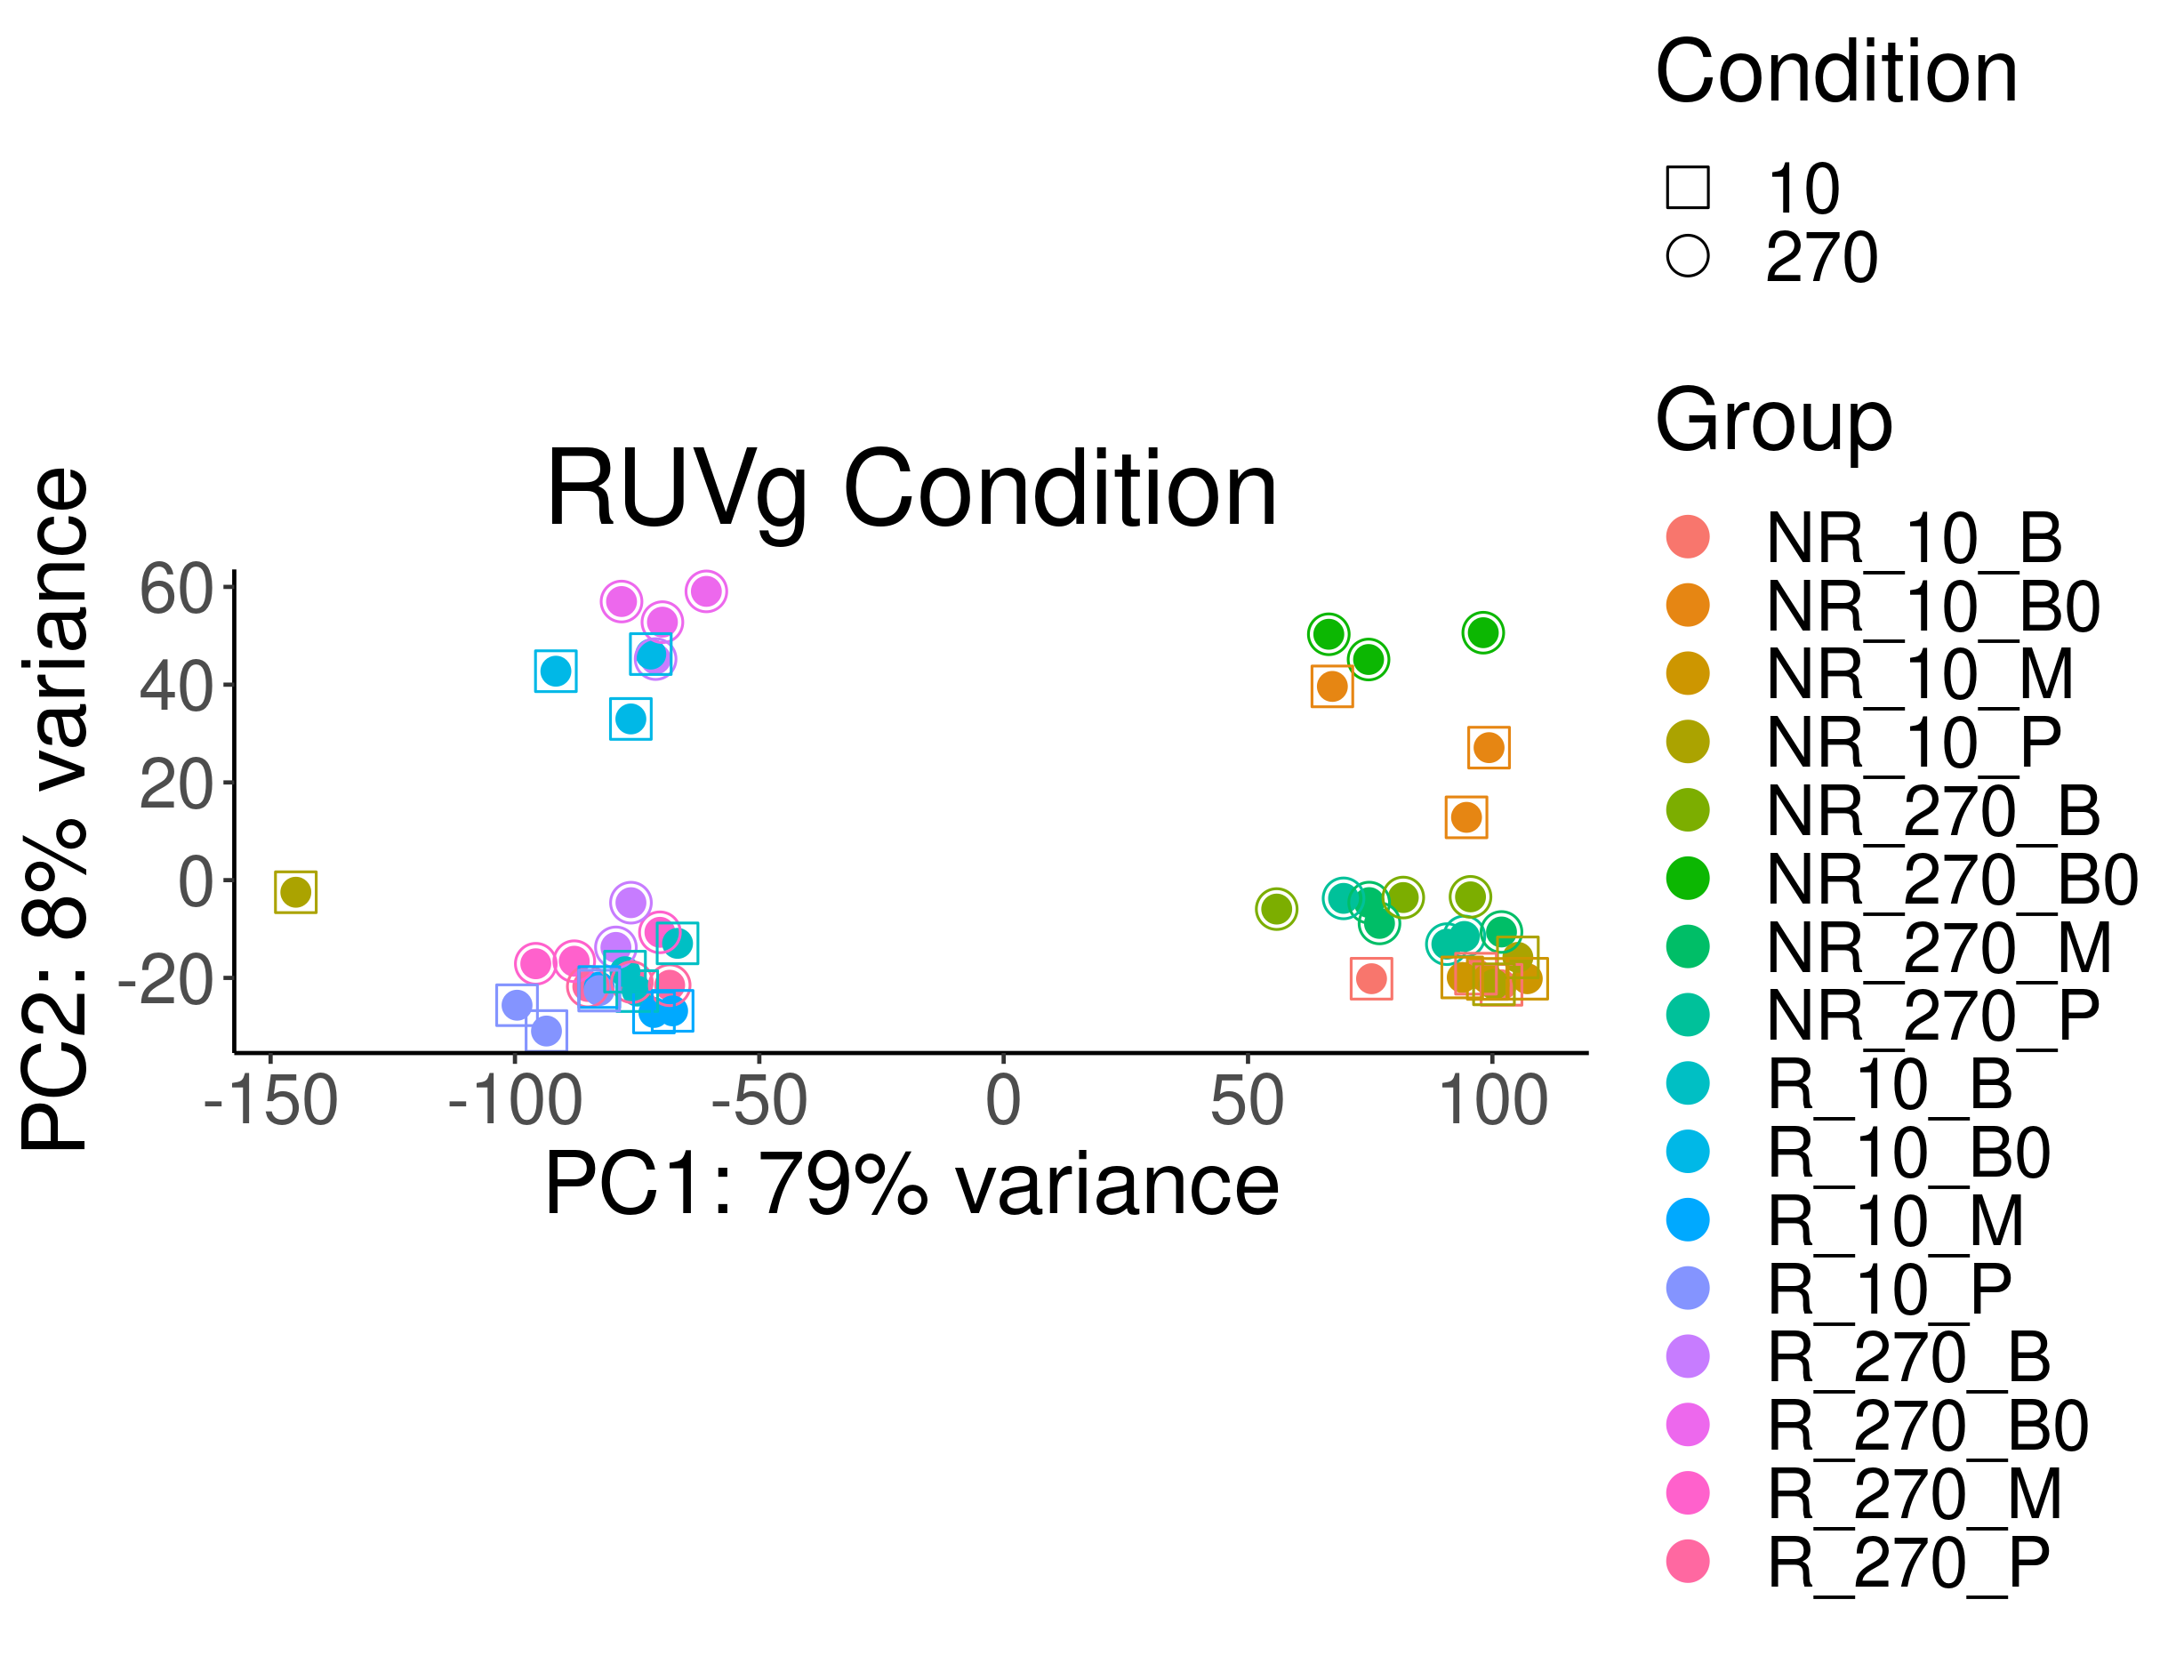 RUVg Condition
PC2: 8% variance
60
40
20
0
-20
-150
-100
-50
0
50
100
PC1: 79% variance
Condition
10
270
Group
NR_10_B
NR_10_B0
NR_10_M
NR_10_P
NR_270_B
NR_270_B0
NR_270_M
NR_270_P
R_10_B
R_10_B0
R_10_M
R_10_P
R_270_B
R_270_B0
R_270_M
R_270_P